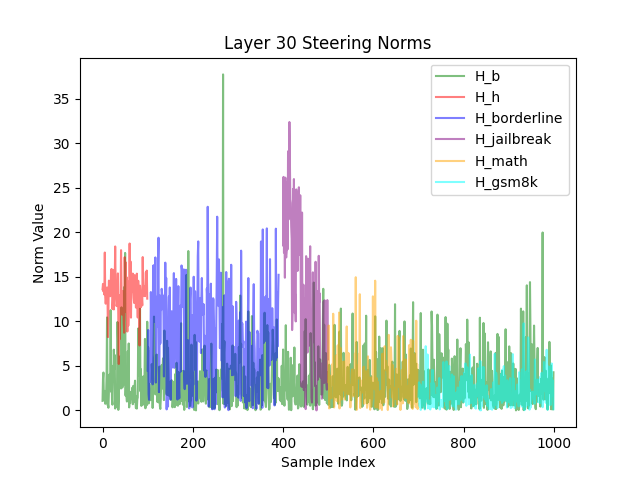 Layer 30 Steering Norms
Norm Value
35
30
25
20
15
10
5
0
H_b
H_h
H_borderline
H_jailbreak
H_math
H_gsm8k
0 200 400 600 800 1000
Sample Index